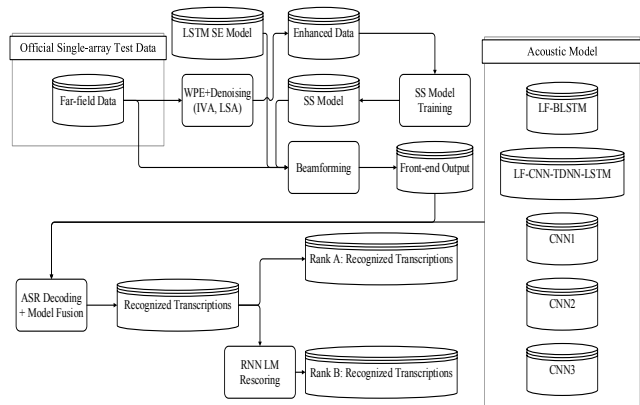 Official Single-array Test Data
Far-field Data
LSTM SE Model
WPE+Denoising
(IVA, LSA)
Enhanced Data
SS Model
SS Model
Training
Beamforming
Front-end Output
ASR Decoding
+ Model Fusion
Recognized Transcriptions
Rank A: Recognized Transcriptions
RNN LM
Rescoring
Rank B: Recognized Transcriptions
Acoustic Model
LF-BLSTM
LF-CNN-TDNN-LSTM
CNN1
CNN2
CNN3